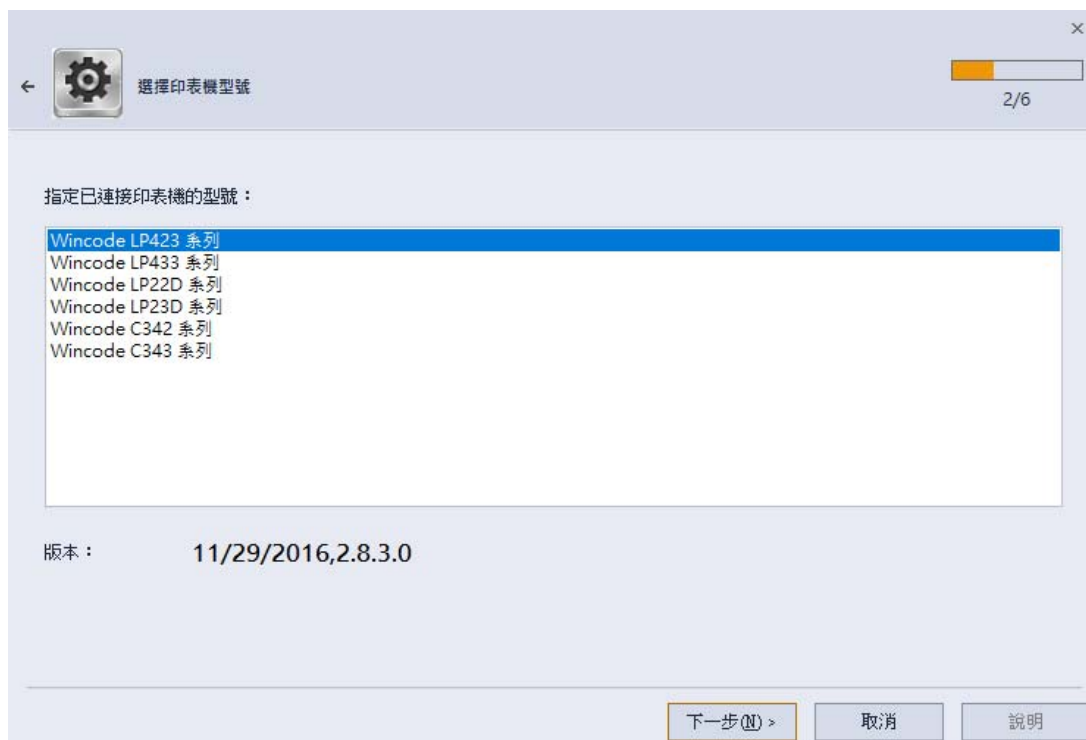 選擇印表機型號
2/6
指定已連接印表機的型號：
Wincode LP423 系列
Wincode LP433 系列
Wincode LP22D 系列
Wincode LP23D 系列
Wincode C342 系列
Wincode C343 系列
版本： 11/29/2016,2.8.3.0
下一步(N) > 取消 說明